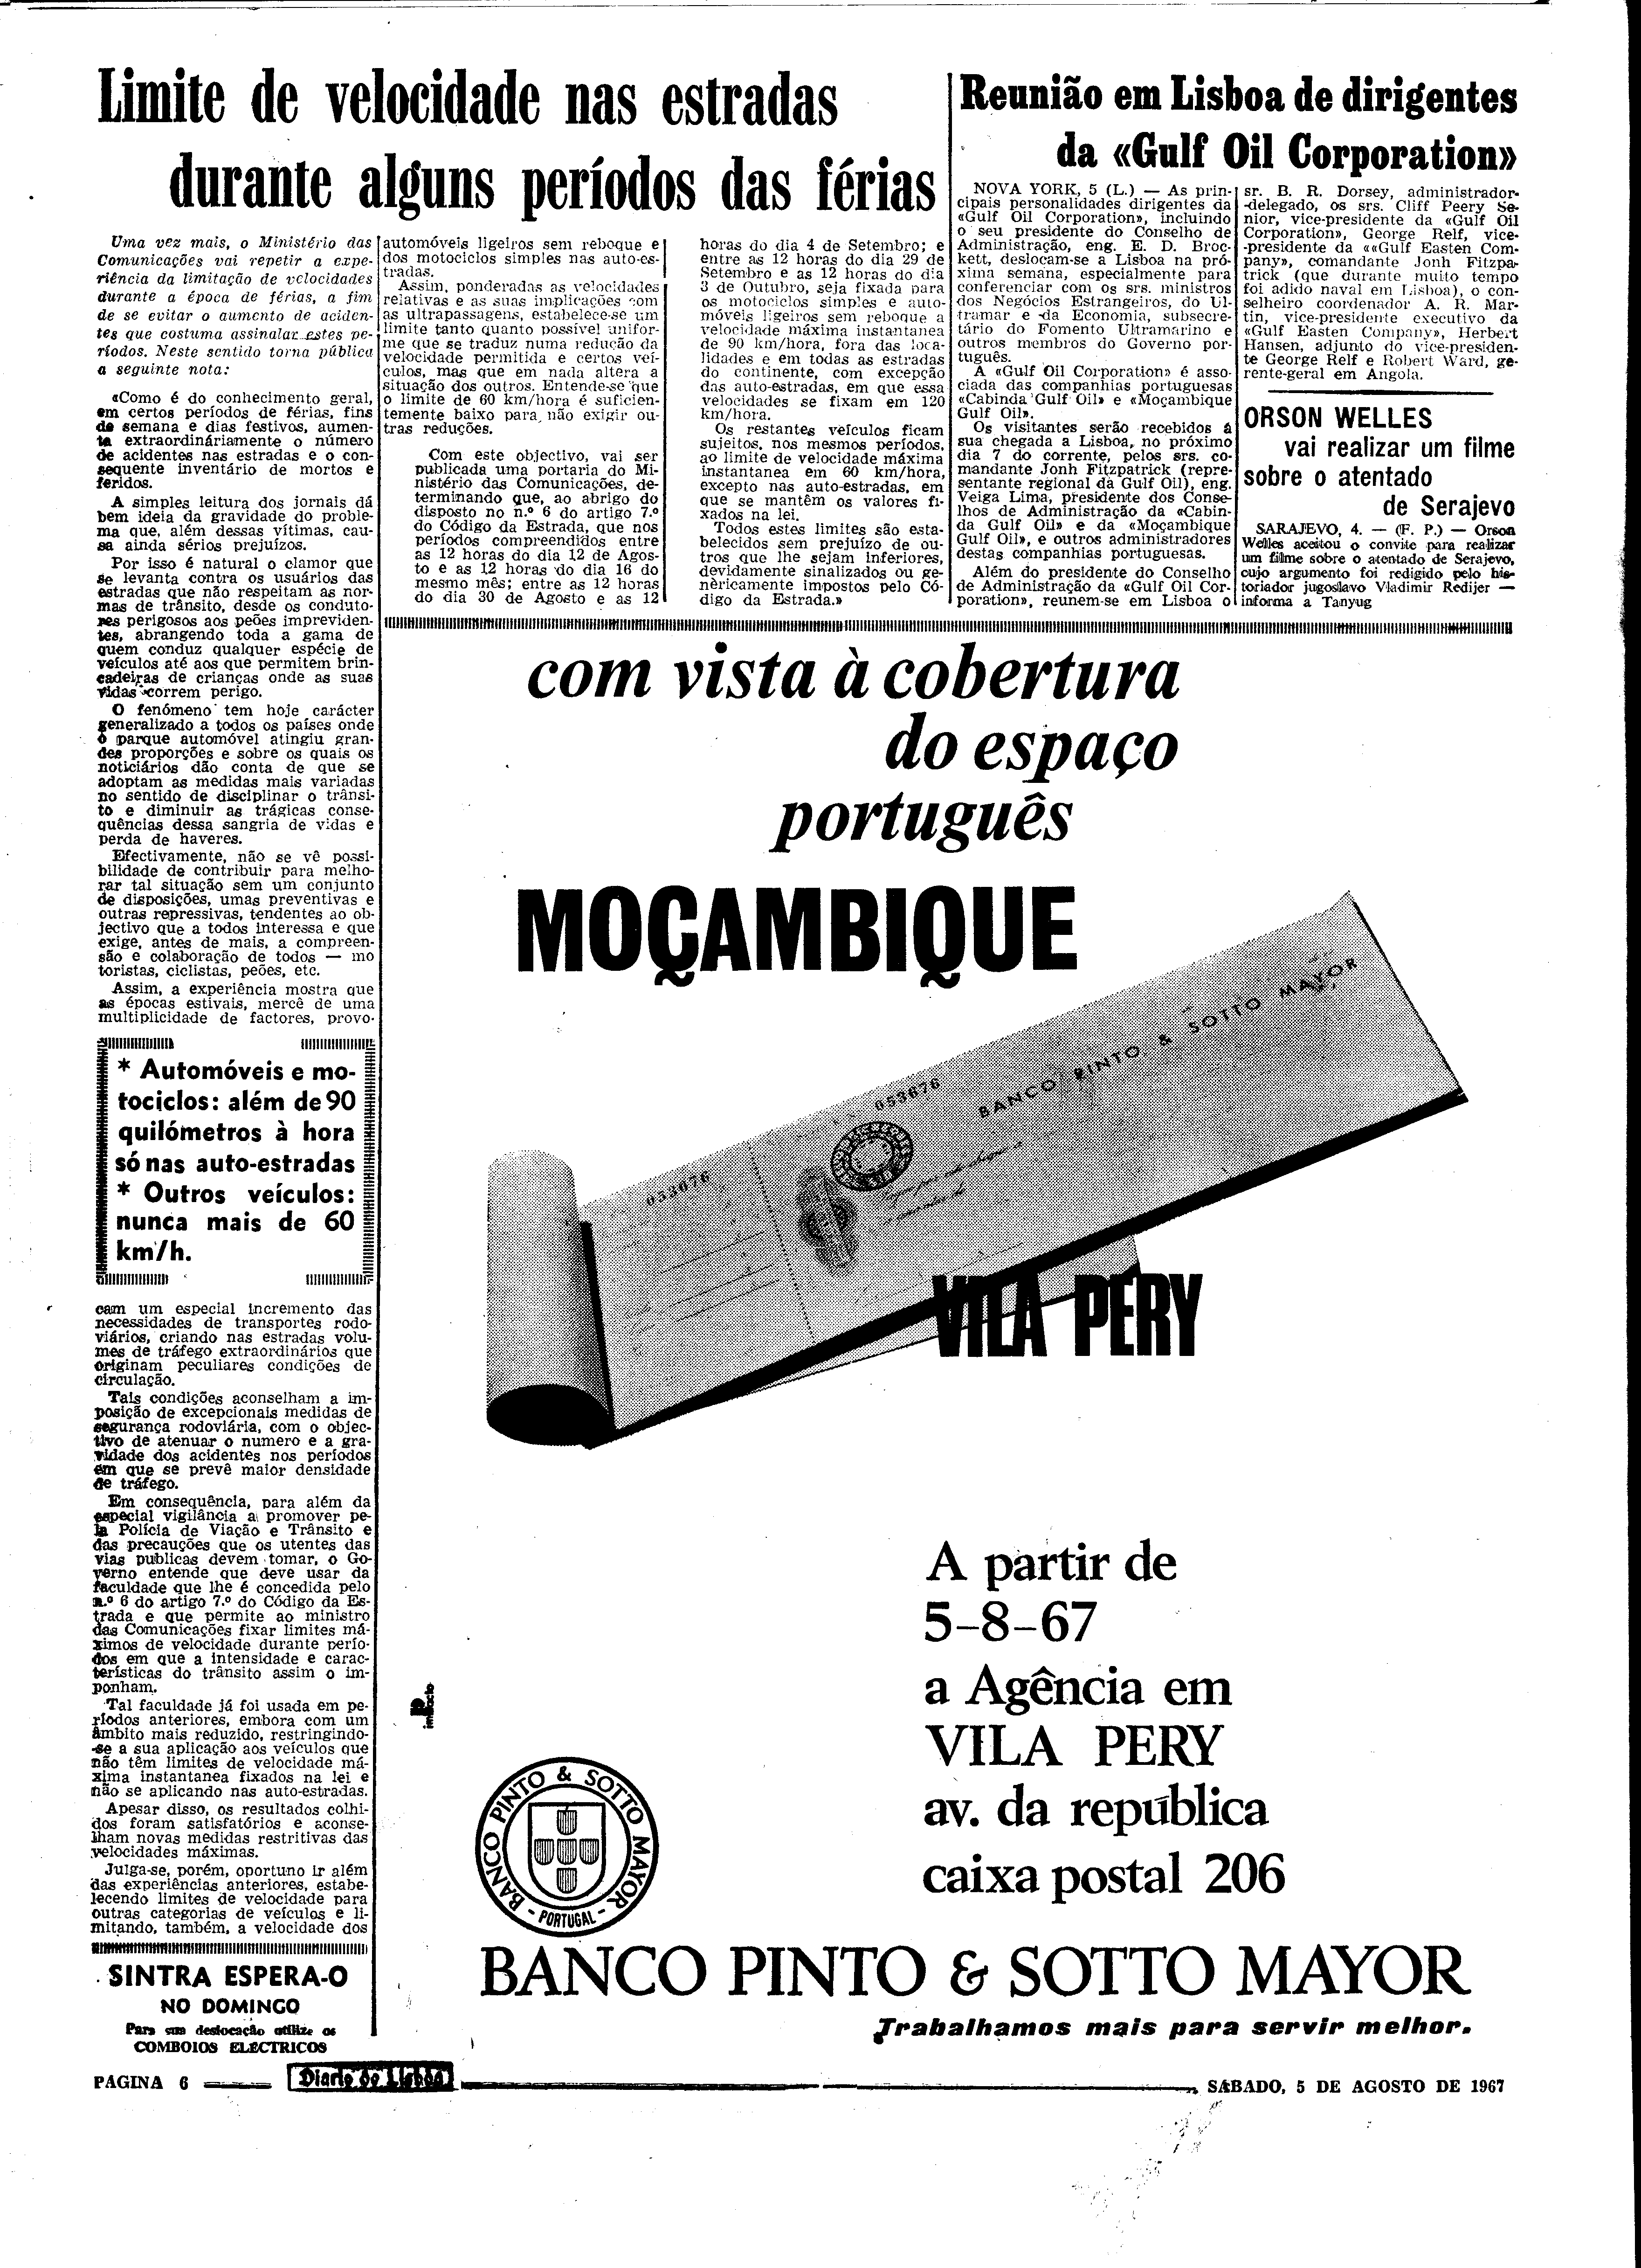 Limite de velocidade nas estradas
durante alguns períodos das férias
Uma vez mais, o Ministério das
Comunicações vai repetir a expe-
riência da limitação de velocidades
durante a época de férias, a fim
de se evitar o aumento de aciden-
tes que costuma assinalar estes pe-
ríodos. Neste sentido torna pública
a seguinte nota:
«Como é do conhecimento geral,
em certos períodos de férias, fins
de semana e dias festivos, aumen-
ta extraordinàriamente o número
de acidentes nas estradas e o con-
sequente inventário de mortos e
feridos.
A simples leitura dos jornais dá
bem ideia da gravidade do proble-
ma que, além dessas vítimas, cau-
sa ainda sérios prejuízos.
Por isso é natural o clamor que
se levanta contra os usuários das
estradas que não respeitam as nor-
mas de trânsito, desde os conduto-
res perigosos aos peões impreviden-
tes, abrangendo toda a gama de
quem conduz qualquer espécie de
veículos até aos que permitem brin-
cadeiras de crianças onde as suas
vidas correm perigo.
O fenómeno tem hoje carácter
generalizado a todos os países onde
o parque automóvel atingiu gran-
des proporções e sobre os quais os
noticiários dão conta de que se
adoptam as medidas mais variadas
no sentido de disciplinar o trânsi-
to e diminuir as trágicas conse-
quências dessa sangria de vidas e
perda de haveres.
Efectivamente, não se vê possi-
bilidade de contribuir para melho-
rar tal situação sem um conjunto
de disposições, umas preventivas e
outras repressivas, tendentes ao ob-
jectivo que a todos interessa e que
exige, antes de mais, a compreen-
são e colaboração de todos — mo
toristas, ciclistas, peões, etc.
Assim, a experiência mostra que
as épocas estivais, mercê de uma
multiplicidade de factores, provo-
* Automóveis e mo-
tociclos: além de 90
quilómetros à hora
só nas auto-estradas
* Outros veículos:
nunca mais de 60
km/h.
cam um especial incremento das
necessidades de transportes rodo-
viários, criando nas estradas volu-
mes de tráfego extraordinários que
originam peculiares condições de
circulação.
Tais condições aconselham a im-
posição de excepcionais medidas de
segurança rodoviária, com o objec-
tivo de atenuar o numero e a gra-
vidade dos acidentes nos períodos
em que se prevê maior densidade
de tráfego.
Em consequência, para além da
especial vigilância a promover pe-
la Polícia de Viação e Trânsito e
das precauções que os utentes das
vias publicas devem tomar, o Go-
verno entende que deve usar da
faculdade que lhe é concedida pelo
n.º 6 do artigo 7.º do Código da Es-
trada e que permite ao ministro
das Comunicações fixar limites má-
ximos de velocidade durante perío-
dos em que a intensidade e carac-
terísticas do trânsito assim o im-
ponham.
Tal faculdade já foi usada em pe-
ríodos anteriores, embora com um
âmbito mais reduzido, restringindo-
-se a sua aplicação aos veículos que
não têm limites de velocidade má-
xima instantanea fixados na lei e
não se aplicando nas auto-estradas.
Apesar disso, os resultados colhi-
dos foram satisfatórios e aconse-
lham novas medidas restritivas das
velocidades máximas.
Julga-se, porém, oportuno ir além
das experiências anteriores, estabe-
lecendo limites de velocidade para
outras categorias de veículos e li-
mitando, também, a velocidade dos
automóveis ligeiros sem reboque e
dos motociclos simples nas auto-es-
tradas.
Assim, ponderadas as velocidades
relativas e as suas implicações com
as ultrapassagens, estabelece-se um
limite tanto quanto possível unifor-
me que se traduz numa redução da
velocidade permitida e certos veí-
culos, mas que em nada altera a
situação dos outros. Entende-se que
o limite de 60 km/hora é suficien-
temente baixo para não exigir ou-
tras reduções.
Com este objectivo, vai ser
publicada uma portaria do Mi-
nistério das Comunicações, de-
terminando que, ao abrigo do
disposto no n.º 6 do artigo 7.º
do Código da Estrada, que nos
períodos compreendidos entre
as 12 horas do dia 12 de Agos-
to e as 12 horas do dia 16 do
mesmo mês; entre as 12 horas
do dia 30 de Agosto e as 12
horas do dia 4 de Setembro; e
entre as 12 horas do dia 29 de
Setembro e as 12 horas do dia
3 de Outubro, seja fixada para
os motociclos simples e auto-
móveis ligeiros sem reboque a
velocidade máxima instantanea
de 90 km/hora, fora das loca-
lidades e em todas as estradas
do continente, com excepção
das auto-estradas, em que essa
velocidades se fixam em 120
km/hora.
Os restantes veículos ficam
sujeitos, nos mesmos períodos,
ao limite de velocidade máxima
instantanea em 60 km/hora,
excepto nas auto-estradas, em
que se mantêm os valores fi-
xados na lei.
Todos estes limites são esta-
belecidos sem prejuízo de ou-
tros que lhe sejam inferiores,
devidamente sinalizados ou ge-
nèricamente impostos pelo Có-
digo da Estrada.»
Reunião em Lisboa de dirigentes
da «Gulf Oil Corporation»
NOVA YORK, 5 (L.) — As prin-
cipais personalidades dirigentes da
«Gulf Oil Corporation», incluindo
o seu presidente do Conselho de
Administração, eng. E. D. Broc-
kett, deslocam-se a Lisboa na pró-
xima semana, especialmente para
conferenciar com os srs. ministros
dos Negócios Estrangeiros, do Ul-
tramar e da Economia, subsecre-
tário do Fomento Ultramarino e
outros membros do Governo por-
tuguês.
A «Gulf Oil Corporation» é asso-
ciada das companhias portuguesas
«Cabinda Gulf Oil» e «Moçambique
Gulf Oil».
Os visitantes serão recebidos à
sua chegada a Lisboa, no próximo
dia 7 do corrente, pelos srs. co-
mandante Jonh Fitzpatrick (repre-
sentante regional da Gulf Oil), eng.
Veiga Lima, presidente dos Conse-
lhos de Administração da «Cabin-
da Gulf Oil» e da «Moçambique
Gulf Oil», e outros administradores
destas companhias portuguesas.
Além do presidente do Conselho
de Administração da «Gulf Oil Cor-
poration», reunem-se em Lisboa o
sr. B. R. Dorsey, administrador-
-delegado, os srs. Cliff Peery Se-
nior, vice-presidente da «Gulf Oil
Corporation», George Relf, vice-
-presidente da ««Gulf Easten Com-
pany», comandante Jonh Fitzpa-
trick (que durante muito tempo
foi adido naval em Lisboa), o con-
selheiro coordenador A. R. Mar-
tin, vice-presidente executivo da
«Gulf Easten Company», Herbert
Hansen, adjunto do vice-presiden-
te George Relf e Robert Ward, ge-
rente-geral em Angola.
ORSON WELLES
vai realizar um filme
sobre o atentado
de Serajevo
SARAJEVO, 4. — (F. P.) — Orson
Welles aceitou o convite para realizar
um filme sobre o atentado de Serajevo,
cujo argumento foi redigido pelo his-
toriador jugoslavo Vladimir Redijer —
informa a Tanyug
com vista à cobertura
do espaço
português
MOÇAMBIQUE
BANCO PINTO & SOTTO MAYOR
053676
053676
VILA PERY
A partir de
5-8-67
a Agência em
VILA PERY
av. da república
caixa postal 206
BANCO PINTO & SOTTO MAYOR
- PORTUGAL -
BANCO PINTO & SOTTO MAYOR
Trabalhamos mais para servir melhor.
SINTRA ESPERA-O
NO DOMINGO
Para sua deslocação utilize os
COMBOIOS ELECTRICOS
PAGINA 6
Diario de Lisboa
SÁBADO, 5 DE AGOSTO DE 1967